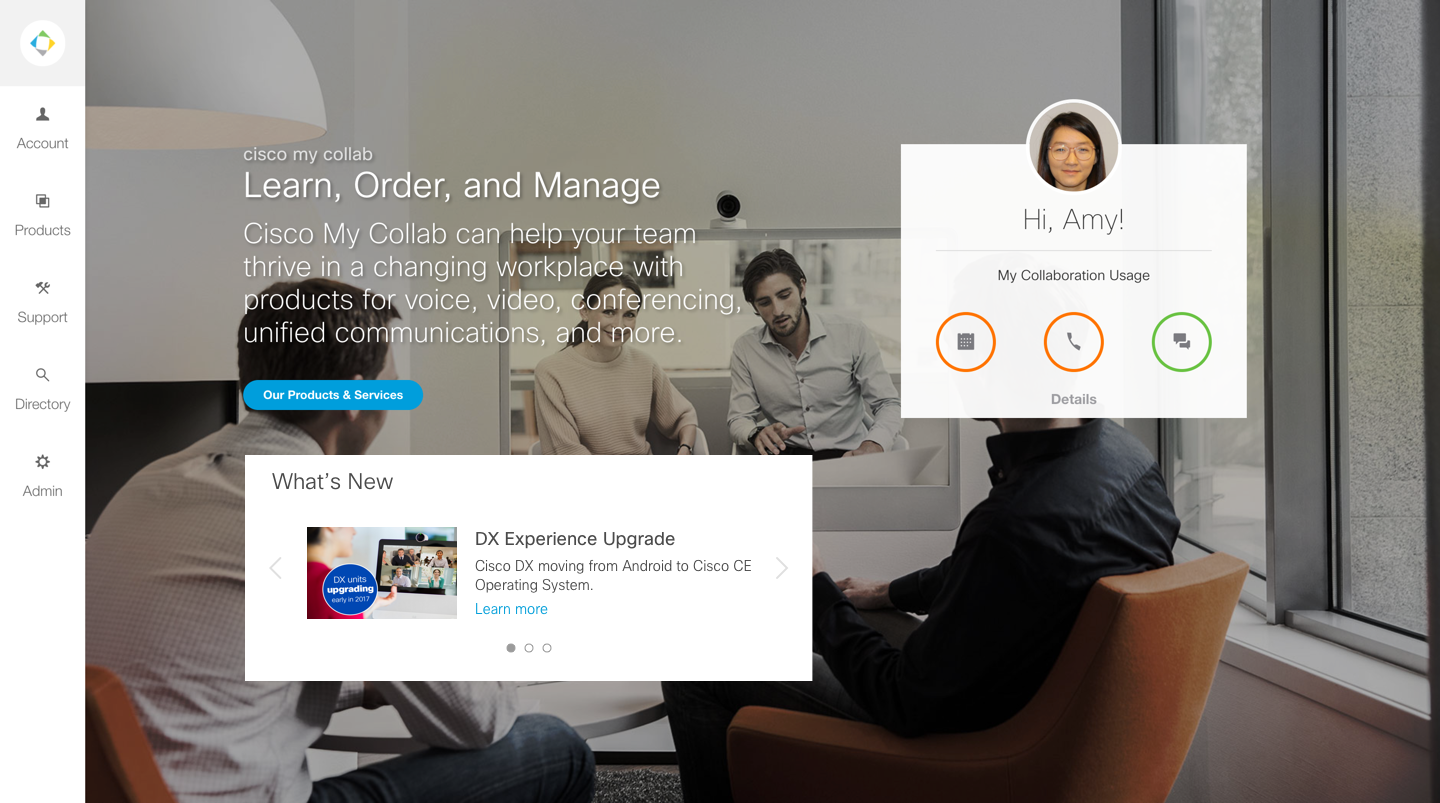 Account
Products
Support
Directory
Admin
cisco my collab
Learn, Order, and Manage
Cisco My Collab can help your team
thrive in a changing workplace with
products for voice, video, conferencing,
unified communications, and more.
Our Products & Services
Hi, Amy!
My Collaboration Usage
Details
What’s New
DX units
upgrading
early in 2017
DX Experience Upgrade
Cisco DX moving from Android to Cisco CE
Operating System.
Learn more